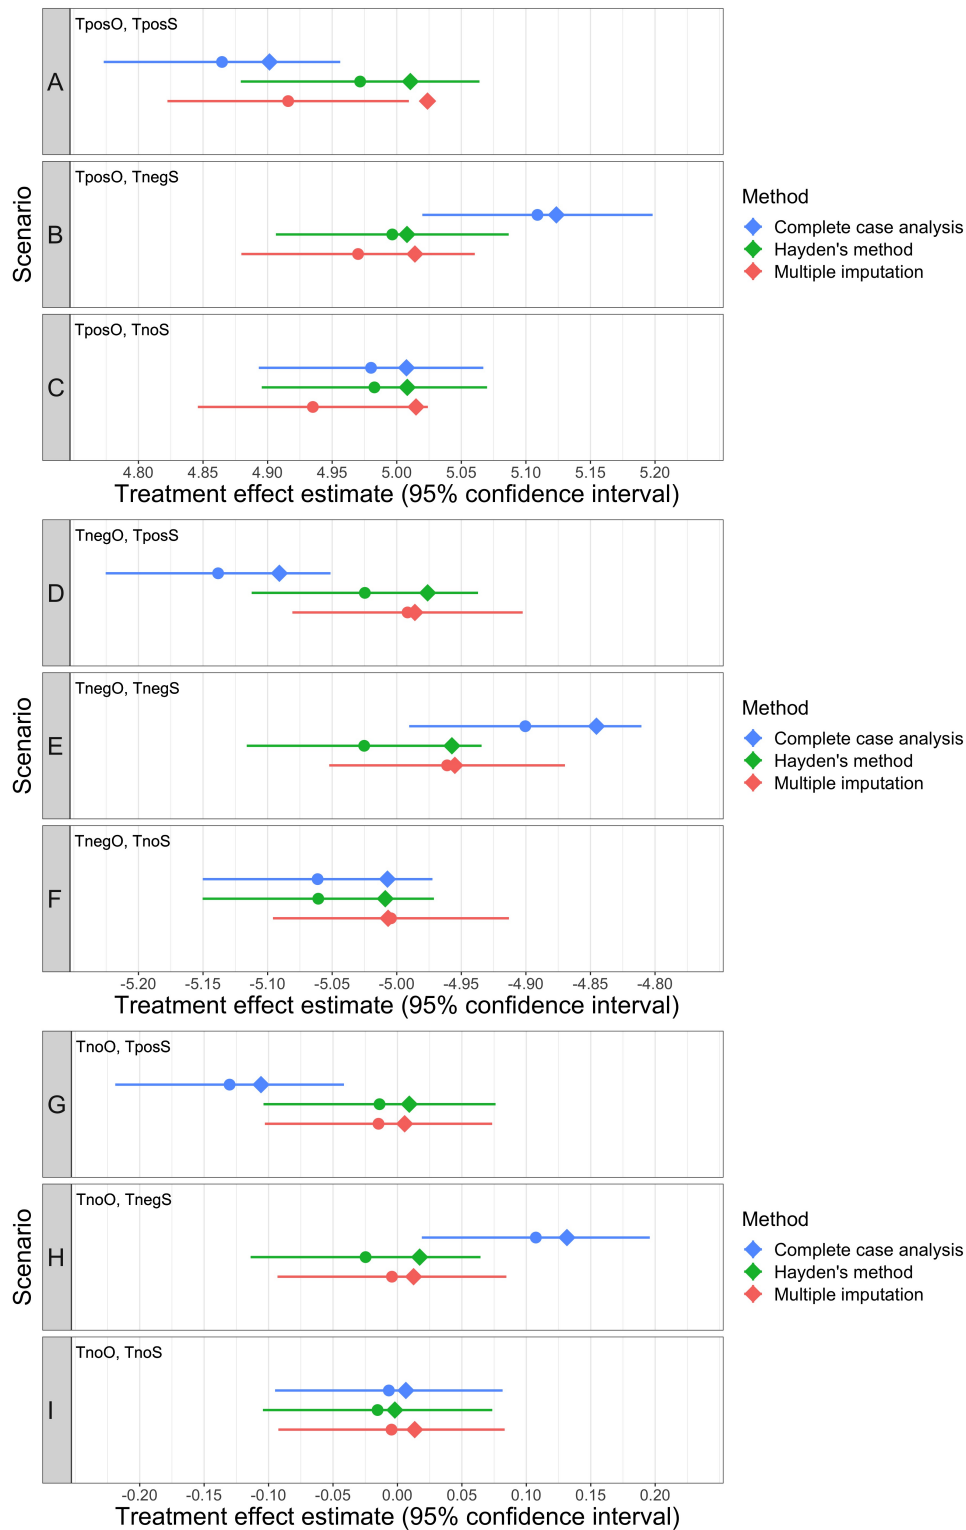 TposO, TposS
A
TposO, TnegS
B
TposO, TnoS
C
Scenario
4.80 4.85 4.90 4.95 5.00 5.05 5.10 5.15 5.20
Treatment effect estimate (95% confidence interval)
Method
Complete case analysis
Hayden's method
Multiple imputation
TnegO, TposS
D
TnegO, TnegS
E
TnegO, TnoS
F
Scenario
-5.20 -5.15 -5.10 -5.05 -5.00 -4.95 -4.90 -4.85 -4.80
Treatment effect estimate (95% confidence interval)
Method
Complete case analysis
Hayden's method
Multiple imputation
TnoO, TposS
G
TnoO, TnegS
H
TnoO, TnoS
I
Scenario
-0.20 -0.15 -0.10 -0.05 0.00 0.05 0.10 0.15 0.20
Treatment effect estimate (95% confidence interval)
Method
Complete case analysis
Hayden's method
Multiple imputation